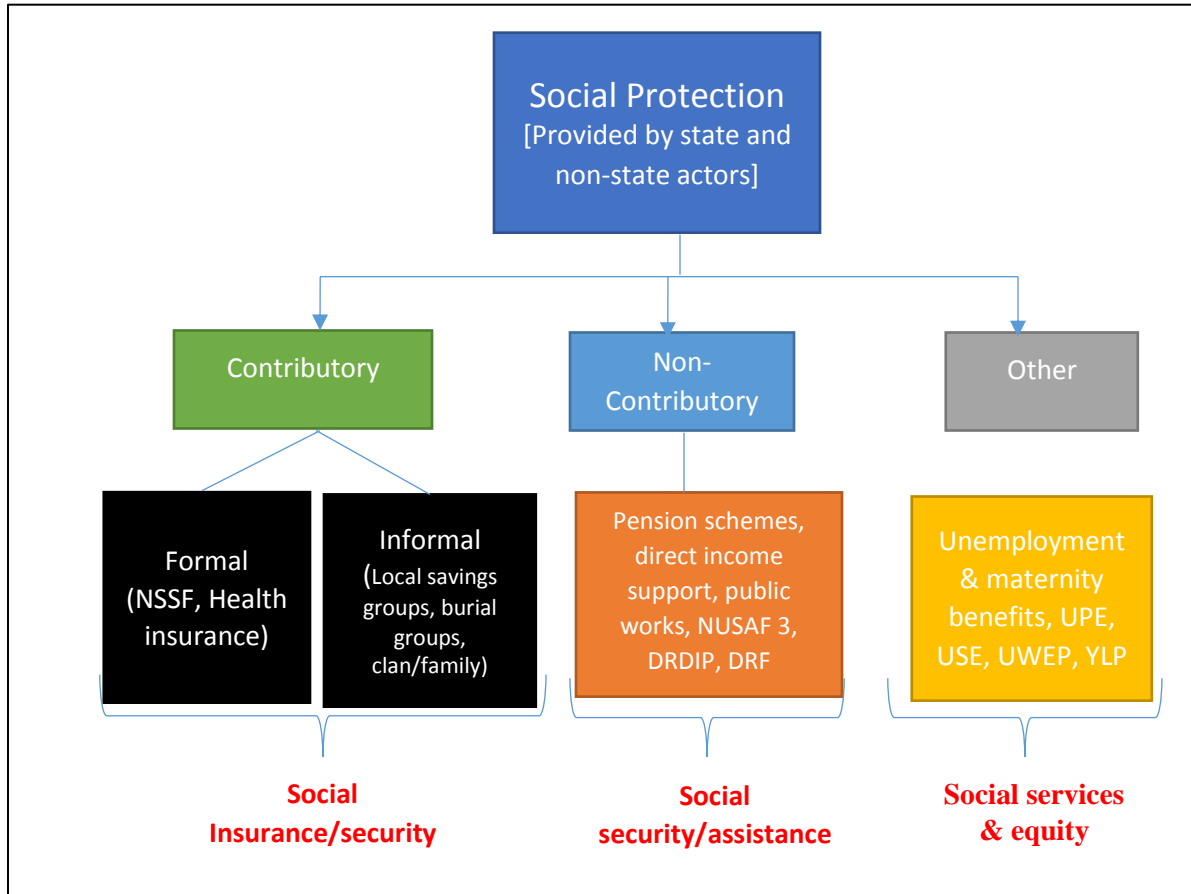 Social Protection
[Provided by state and
non-state actors]
Contributory
Non-
Contributory
Other
Formal
(NSSF, Health
insurance)
Informal
(Local savings
groups, burial
groups,
clan/family)
Pension schemes,
direct income
support, public
works, NUSAF 3,
DRDIP, DRF
Unemployment
& maternity
benefits, UPE,
USE, UWEP, YLP
Social
Insurance/security
Social
security/assistance
Social services
& equity